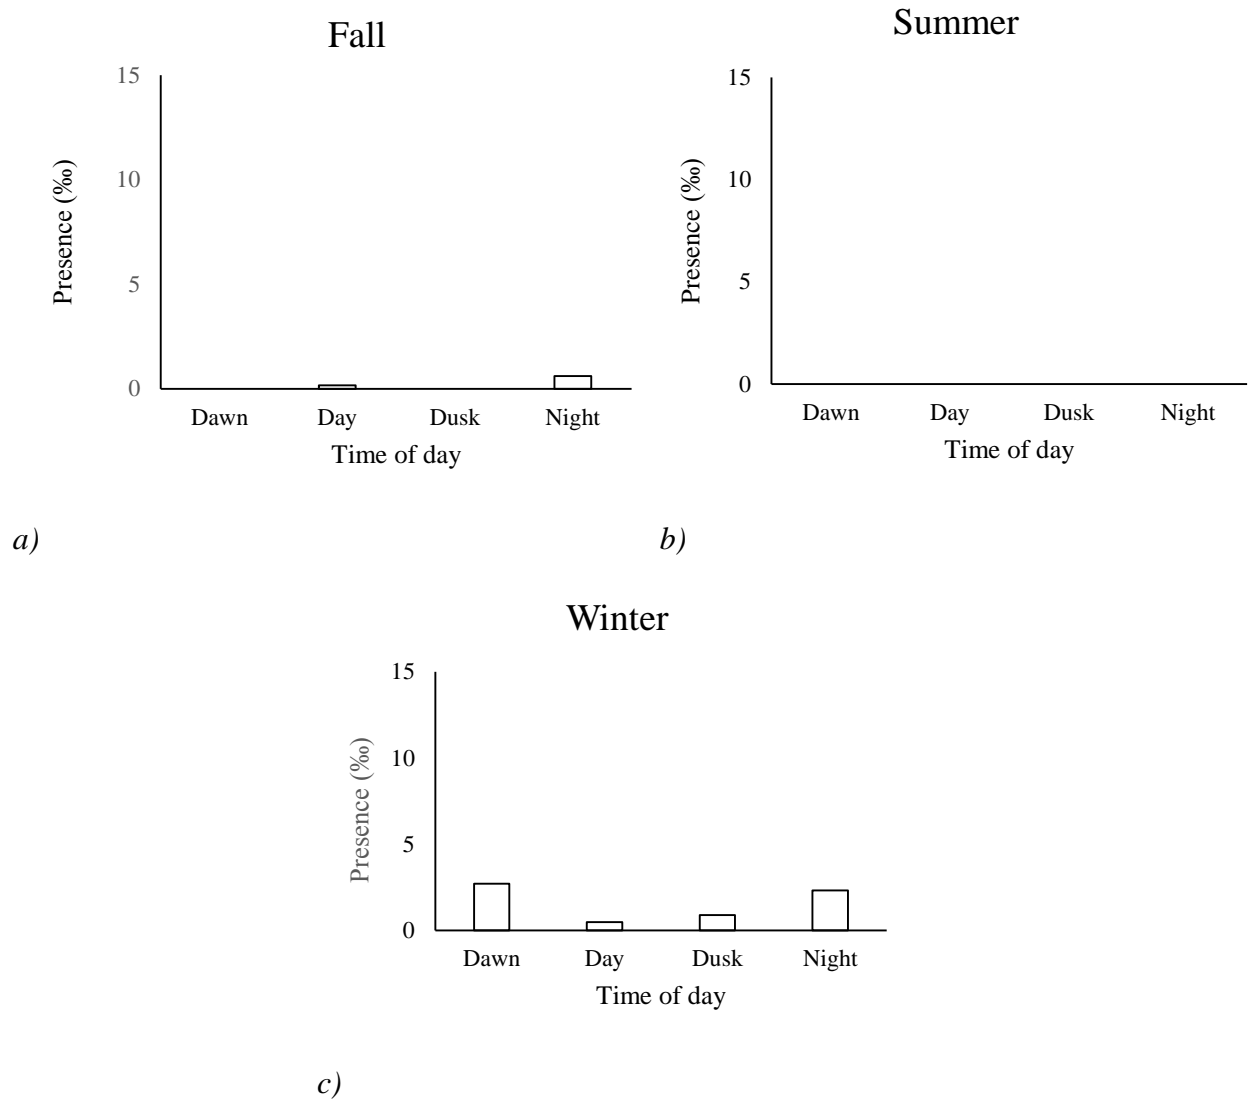 Fall
15
10
5
0
Presence (‰)
Dawn Day Dusk Night
Time of day
a)
Summer
15
10
5
0
Presence (‰)
Dawn Day Dusk Night
Time of day
b)
Winter
15
10
5
0
Presence (‰)
Dawn Day Dusk Night
Time of day
c)